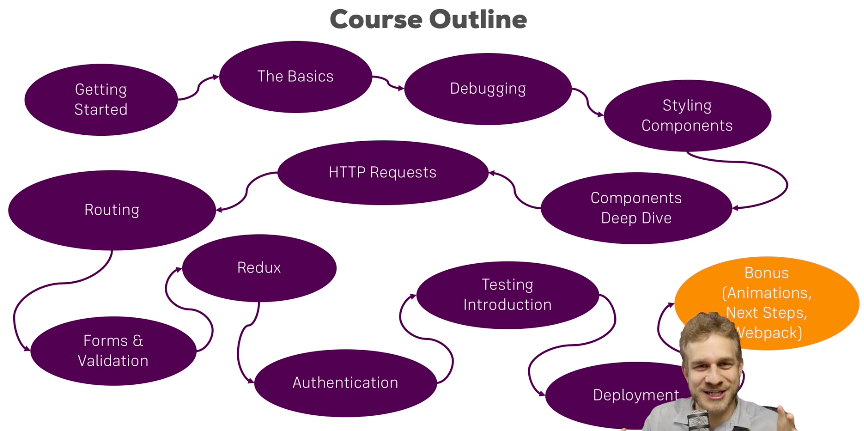 Course Outline
Getting
Started
The Basics
Debugging
Styling
Components
Components
Deep Dive
HTTP Requests
Routing
Forms &
Validation
Redux
Authentication
Testing
Introduction
Deployment
Bonus
(Animations,
Next Steps,
Webpack)